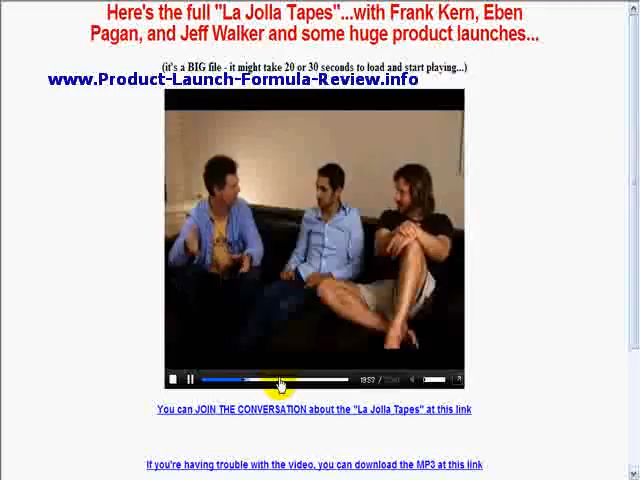 Here's the full "La Jolla Tapes"...with Frank Kern, Eben
Pagan, and Jeff Walker and some huge product launches...
(it's a BIG file - it might take 20 or 30 seconds to load and start playing...)
www.Product-Launch-Formula-Review.info
You can JOIN THE CONVERSATION about the "La Jolla Tapes" at this link
If you're having trouble with the video, you can download the MP3 at this link